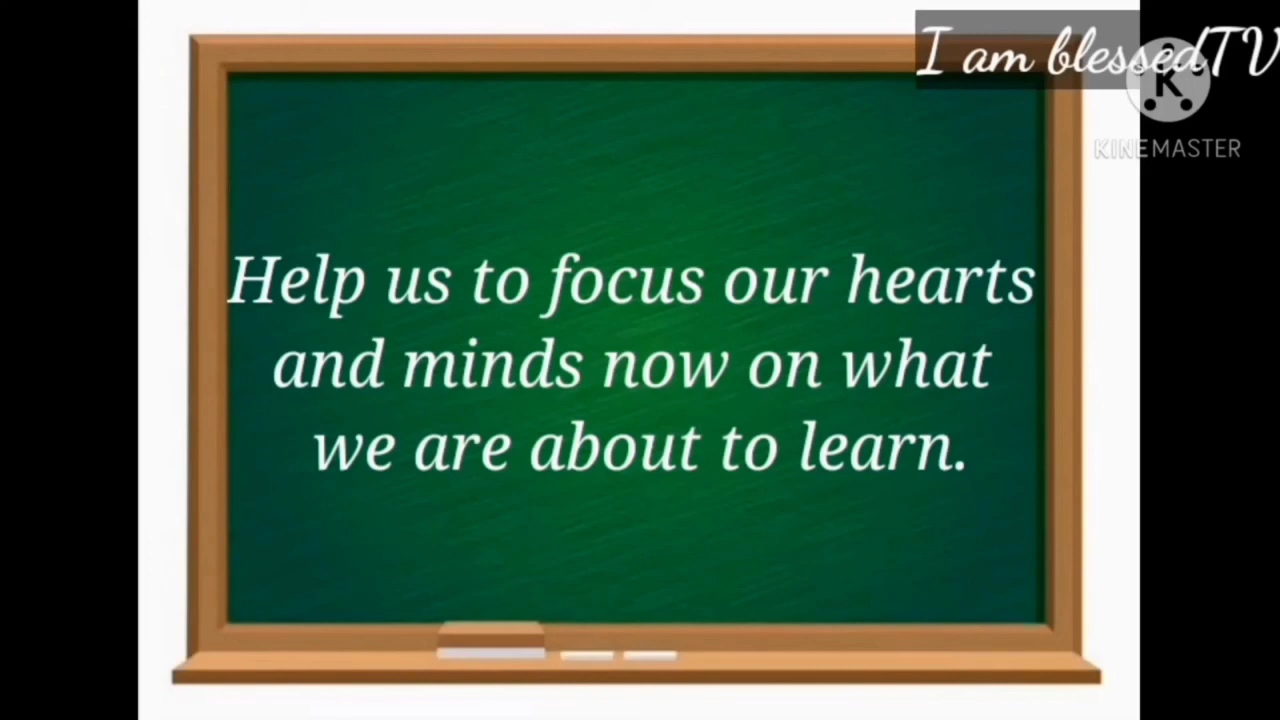 I am blessedTV
KINEMASTER
Help us to focus our hearts
and minds now on what
we are about to learn.